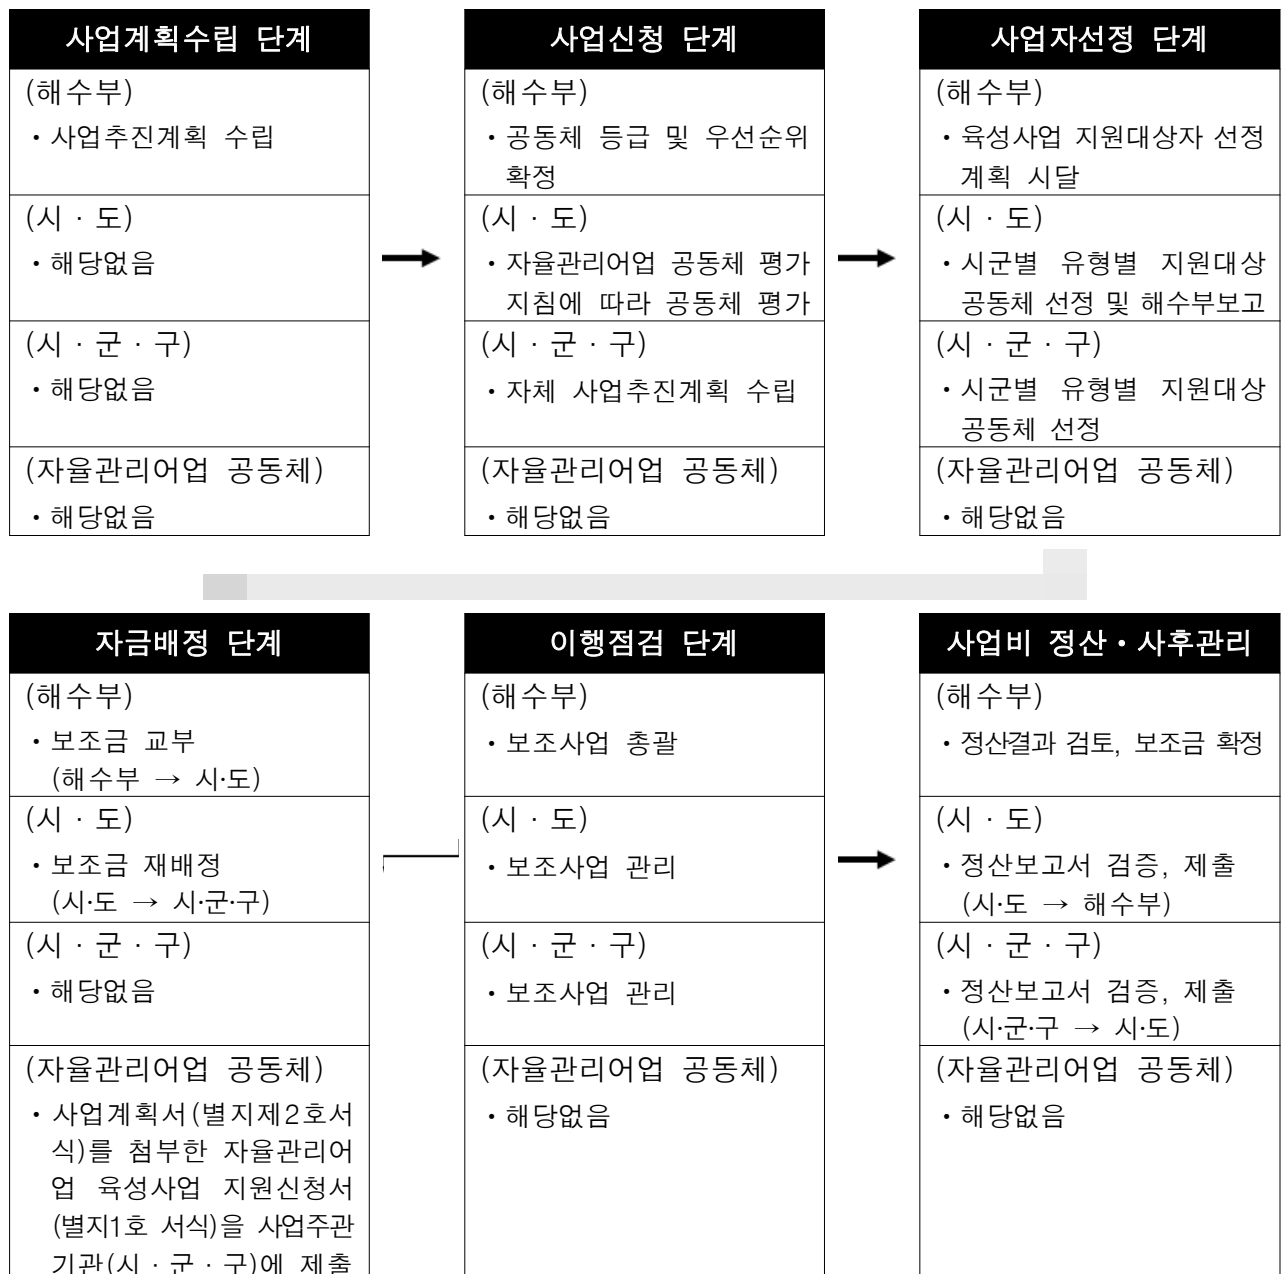 사업계획수립 단계
(해수부)
・사업추진계획 수립
(시 · 도)
・해당없음
(시 · 군 · 구)
・해당없음
(자율관리어업 공동체)
・해당없음
사업신청 단계
(해수부)
・공동체 등급 및 우선순위
확정
(시 · 도)
・자율관리어업 공동체 평가
지침에 따라 공동체 평가
(시 · 군 · 구)
・자체 사업추진계획 수립
(자율관리어업 공동체)
・해당없음
사업자선정 단계
(해수부)
・육성사업 지원대상자 선정
계획 시달
(시 · 도)
・시군별 유형별 지원대상
공동체 선정 및 해수부보고
(시 · 군 · 구)
・시군별 유형별 지원대상
공동체 선정
(자율관리어업 공동체)
・해당없음
자금배정 단계
(해수부)
・보조금 교부
(해수부 → 시·도)
(시 · 도)
・보조금 재배정
(시·도 → 시·군·구)
(시 · 군 · 구)
・해당없음
(자율관리어업 공동체)
・사업계획서(별지제2호서
식)를 첨부한 자율관리어
업 육성사업 지원신청서
(별지1호 서식)을 사업주관
기관(시 · 군 · 구)에 제출
이행점검 단계
(해수부)
・보조사업 총괄
(시 · 도)
・보조사업 관리
(시 · 군 · 구)
・보조사업 관리
(자율관리어업 공동체)
・해당없음
사업비 정산・사후관리
(해수부)
・정산결과 검토, 보조금 확정
(시 · 도)
・정산보고서 검증, 제출
(시·도 → 해수부)
(시 · 군 · 구)
・정산보고서 검증, 제출
(시·군·구 → 시·도)
(자율관리어업 공동체)
・해당없음